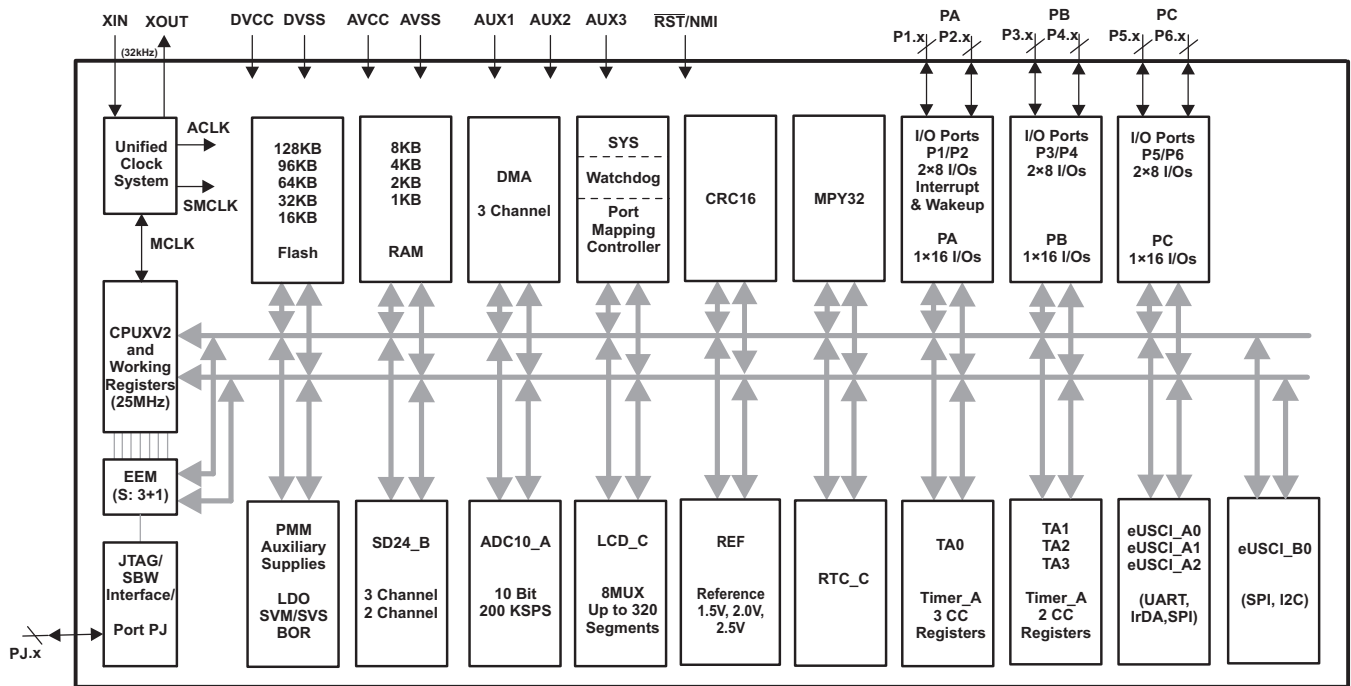 XIN
XOUT
(32kHz)
DVCC
DVSS
AVCC
AVSS
AUX1
AUX2
AUX3
RST/NMI
PA
P1.x
P2.x
PB
P3.x
P4.x
PC
P5.x
P6.x
Unified
Clock
System
ACLK
SMCLK
MCLK
128KB
96KB
64KB
32KB
16KB
Flash
8KB
4KB
2KB
1KB
RAM
DMA
3 Channel
SYS
Watchdog
Port
Mapping
Controller
CRC16
MPY32
I/O Ports
P1/P2
2×8 I/Os
Interrupt
& Wakeup
PA
1×16 I/Os
I/O Ports
P3/P4
2×8 I/Os
PB
1×16 I/Os
I/O Ports
P5/P6
2×8 I/Os
PC
1×16 I/Os
CPUXV2
and
Working
Registers
(25MHz)
EEM
(S: 3+1)
JTAG/
SBW
Interface/
Port PJ
PJ.x
PMM
Auxiliary
Supplies
LDO
SVM/SVS
BOR
SD24_B
3 Channel
2 Channel
ADC10_A
10 Bit
200 KSPS
LCD_C
8MUX
Up to 320
Segments
REF
Reference
1.5V, 2.0V,
2.5V
RTC_C
TA0
Timer_A
3 CC
Registers
TA1
TA2
TA3
Timer_A
2 CC
Registers
eUSCI_A0
eUSCI_A1
eUSCI_A2
(UART,
IrDA,SPI)
eUSCI_B0
(SPI, I2C)